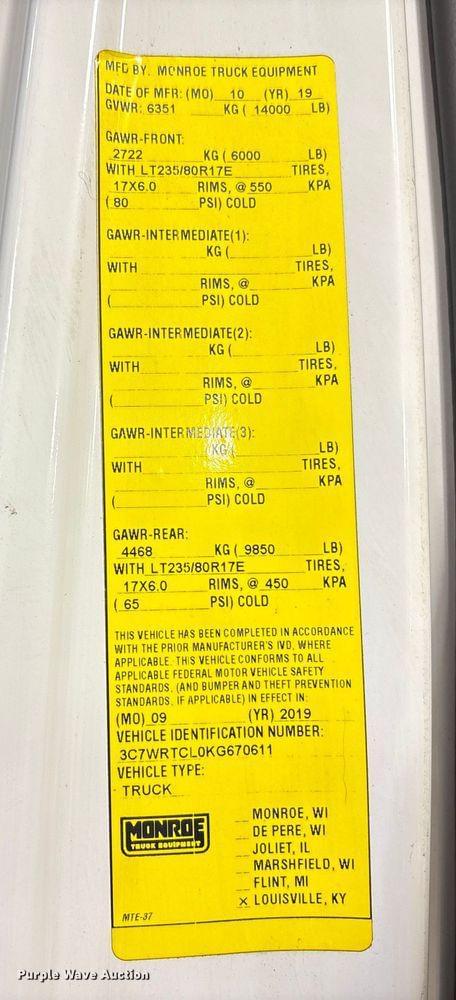 MFD BY. MONROE TRUCK EQUIPMENT
DATE OF MFR: (MO) 10 (YR) 19
GVWR: 6351 KG ( 14000 LB)
GAWR-FRONT:
2722 KG ( 6000 LB)
WITH LT235/80R17E TIRES,
17X6.0 RIMS, @ 550 KPA
( 80 PSI) COLD
GAWR-INTERMEDIATE(1):
KG ( LB)
WITH TIRES,
RIMS, @ KPA
( PSI) COLD
GAWR-INTERMEDIATE(2):
KG ( LB)
WITH TIRES,
RIMS, @ KPA
( PSI) COLD
GAWR-INTERMEDIATE(3):
KG ( LB)
WITH TIRES,
RIMS, @ KPA
( PSI) COLD
GAWR-REAR:
4468 KG ( 9850 LB)
WITH LT235/80R17E TIRES,
17X6.0 RIMS, @ 450 KPA
( 65 PSI) COLD
THIS VEHICLE HAS BEEN COMPLETED IN ACCORDANCE
WITH THE PRIOR MANUFACTURER'S IVD, WHERE
APPLICABLE. THIS VEHICLE CONFORMS TO ALL
APPLICABLE FEDERAL MOTOR VEHICLE SAFETY
STANDARDS, (AND BUMPER AND THEFT PREVENTION
STANDARDS, IF APPLICABLE) IN EFFECT IN:
(MO) 09 (YR) 2019
VEHICLE IDENTIFICATION NUMBER:
3C7WRTCL0KG670611
VEHICLE TYPE:
TRUCK
MONROE
TRUCK EQUIPMENT
MONROE, WI
DE PERE, WI
JOLIET, IL
MARSHFIELD, WI
FLINT, MI
X LOUISVILLE, KY
MTE-37
Purple Wave Auction